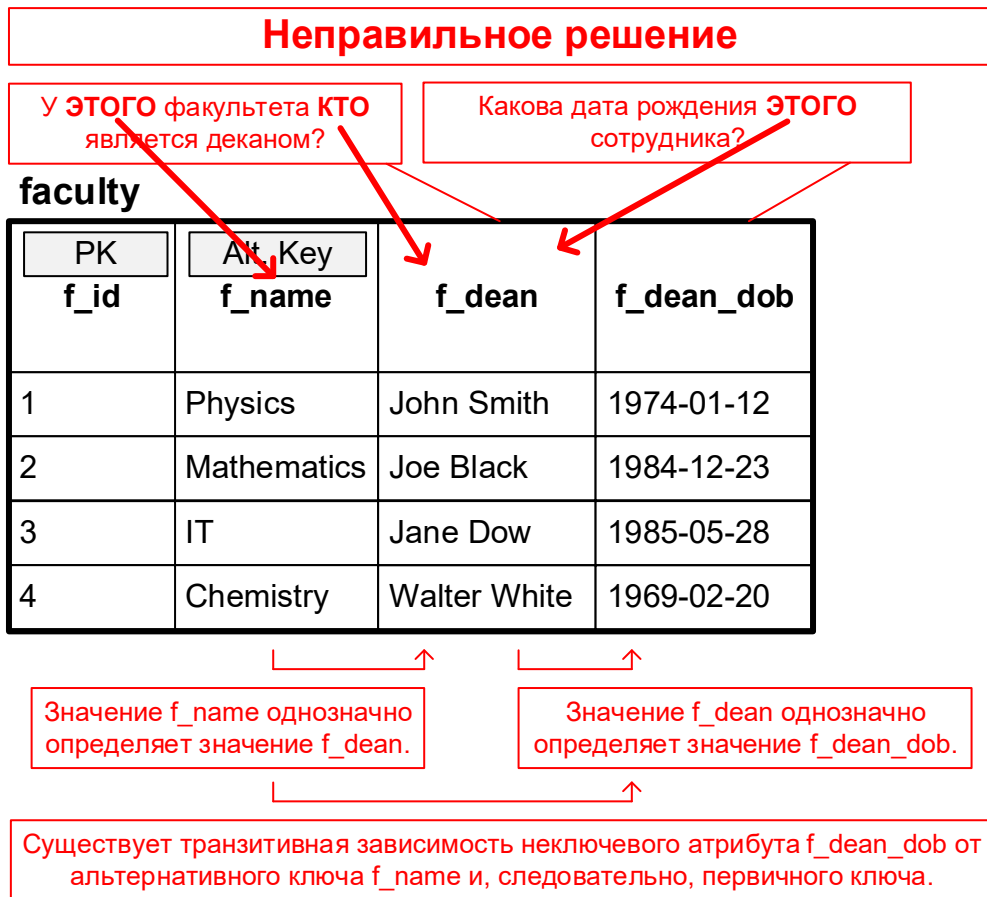 Неправильное решение
У ЭТОГО факультета КТО
является деканом?
Какова дата рождения ЭТОГО
сотрудника?
faculty
PK
f_id
Alt. Key
f_name
f_dean
f_dean_dob
1 Physics John Smith 1974-01-12
2 Mathematics Joe Black 1984-12-23
3 IT Jane Dow 1985-05-28
4 Chemistry Walter White 1969-02-20
Значение f_name однозначно
определяет значение f_dean.
Значение f_dean однозначно
определяет значение f_dean_dob.
Существует транзитивная зависимость неключевого атрибута f_dean_dob от
альтернативного ключа f_name и, следовательно, первичного ключа.